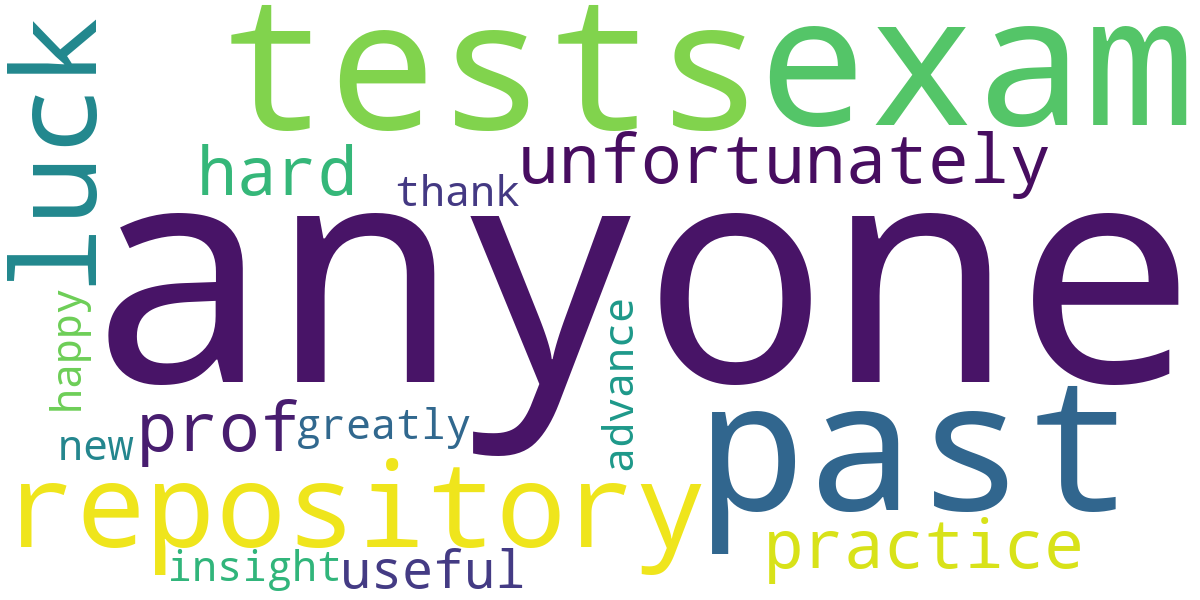 luck
tests
exam
hard
thank
unfortunately
anyone
happy
advance
past
prof
greatly
new
repository
practice
insight
useful